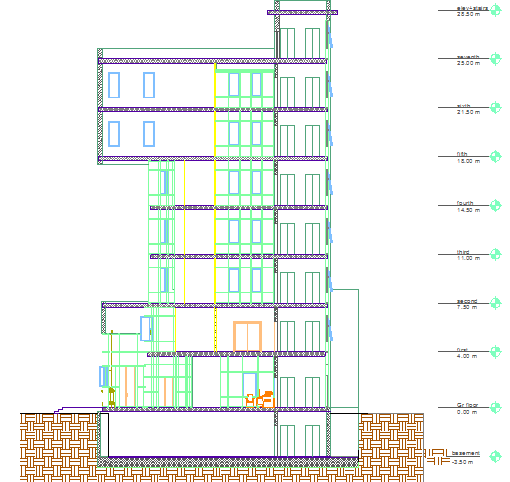 elev+stairs
28.50 m
seventh
25.00 m
sixth
21.50 m
fifth
18.00 m
fourth
14.50 m
third
11.00 m
second
7.50 m
first
4.00 m
Gr floor
0.00 m
basement
-3.50 m